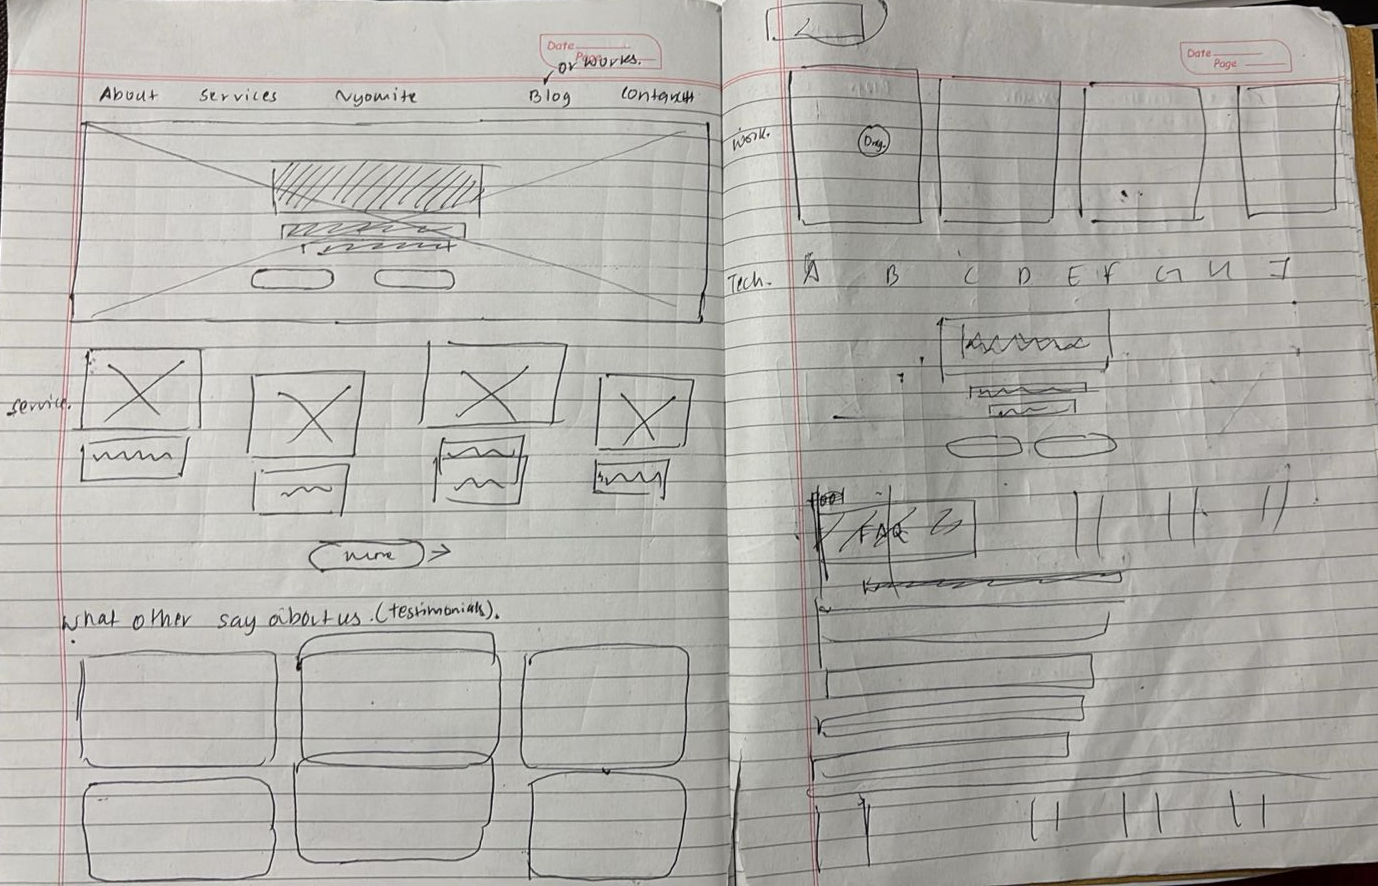 Date
Page
or works.
About Services Nyomite Blog Contact
Service.
more
What other say about us. (testimonials).
Date
Page
Work.
Drag.
Tech. A B C D E F G H I
FAQ